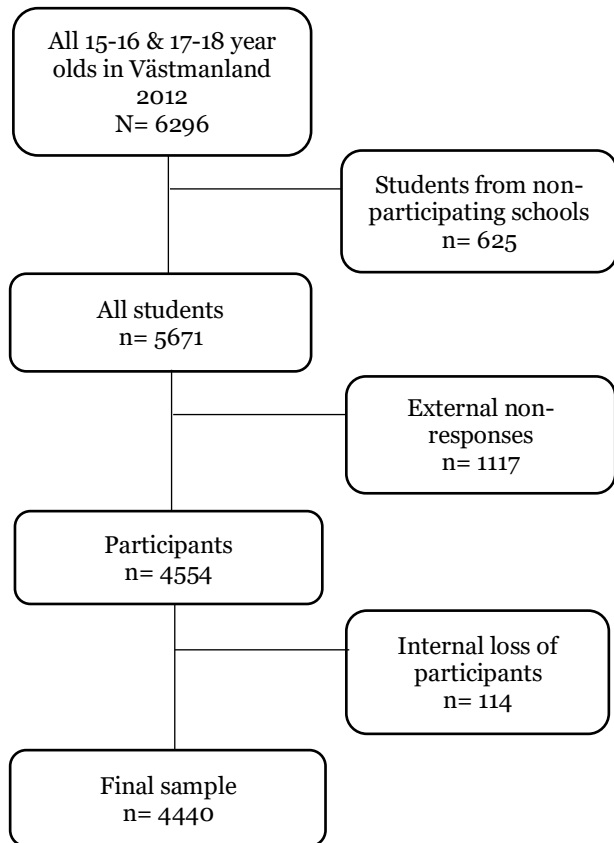 All 15-16 & 17-18 year
olds in Västmanland
2012
N= 6296
Students from non-
participating schools
n= 625
All students
n= 5671
External non-
responses
n= 1117
Participants
n= 4554
Internal loss of
participants
n= 114
Final sample
n= 4440